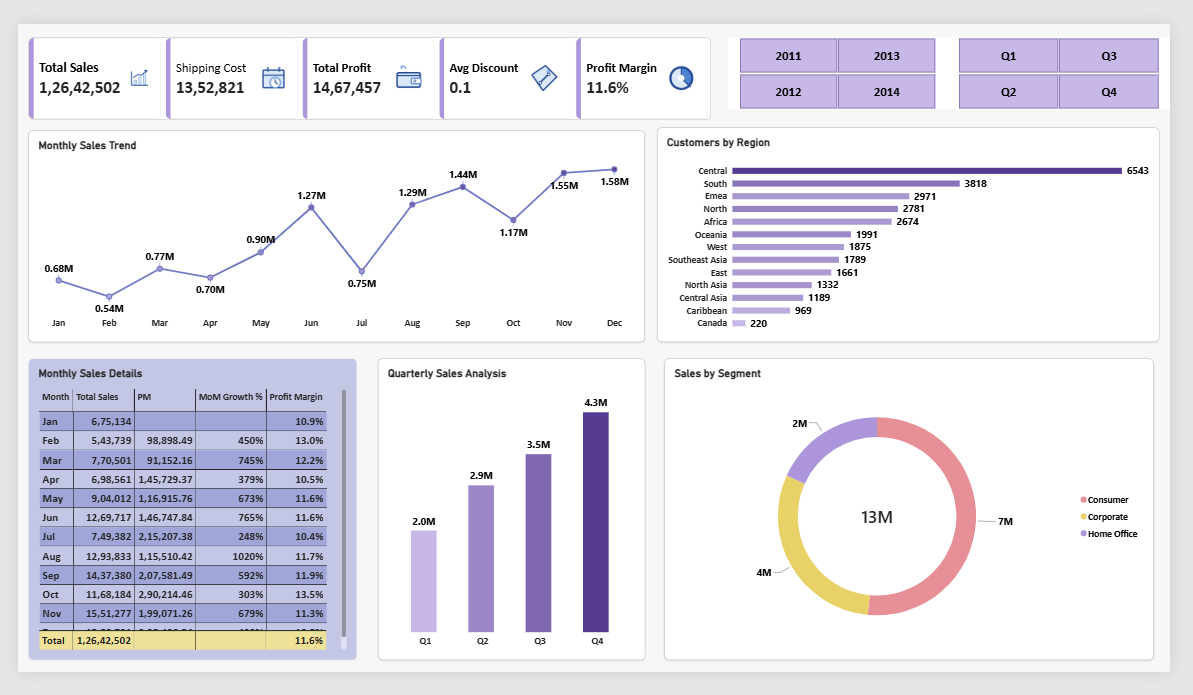 Total Sales
1,26,42,502
Shipping Cost
13,52,821
Total Profit
14,67,457
Avg Discount
0.1
Profit Margin
11.6%
2011 2013
2012 2014
Q1 Q3
Q2 Q4
Monthly Sales Trend
0.68M 0.54M 0.77M 0.70M 0.90M 1.27M 0.75M 1.29M 1.44M 1.17M 1.55M 1.58M
Jan Feb Mar Apr May Jun Jul Aug Sep Oct Nov Dec
Customers by Region
Central 6543
South 3818
Emea 2971
North 2781
Africa 2674
Oceania 1991
West 1875
Southeast Asia 1789
East 1661
North Asia 1332
Central Asia 1189
Caribbean 969
Canada 220
Monthly Sales Details
Month Total Sales PM MoM Growth % Profit Margin
Jan 6,75,134 10.9%
Feb 5,43,739 98,898.49 450% 13.0%
Mar 7,70,501 91,152.16 745% 12.2%
Apr 6,98,561 1,45,729.37 379% 10.5%
May 9,04,012 1,16,915.76 673% 11.6%
Jun 12,69,717 1,46,747.84 765% 11.6%
Jul 7,49,382 2,15,207.38 248% 10.4%
Aug 12,93,833 1,15,510.42 1020% 11.7%
Sep 14,37,380 2,07,581.49 592% 11.9%
Oct 11,68,184 2,90,214.46 303% 13.5%
Nov 15,51,277 1,99,071.26 679% 11.3%
Total 1,26,42,502 11.6%
Quarterly Sales Analysis
2.0M 2.9M 3.5M 4.3M
Q1 Q2 Q3 Q4
Sales by Segment
2M
13M
7M
4M
Consumer
Corporate
Home Office